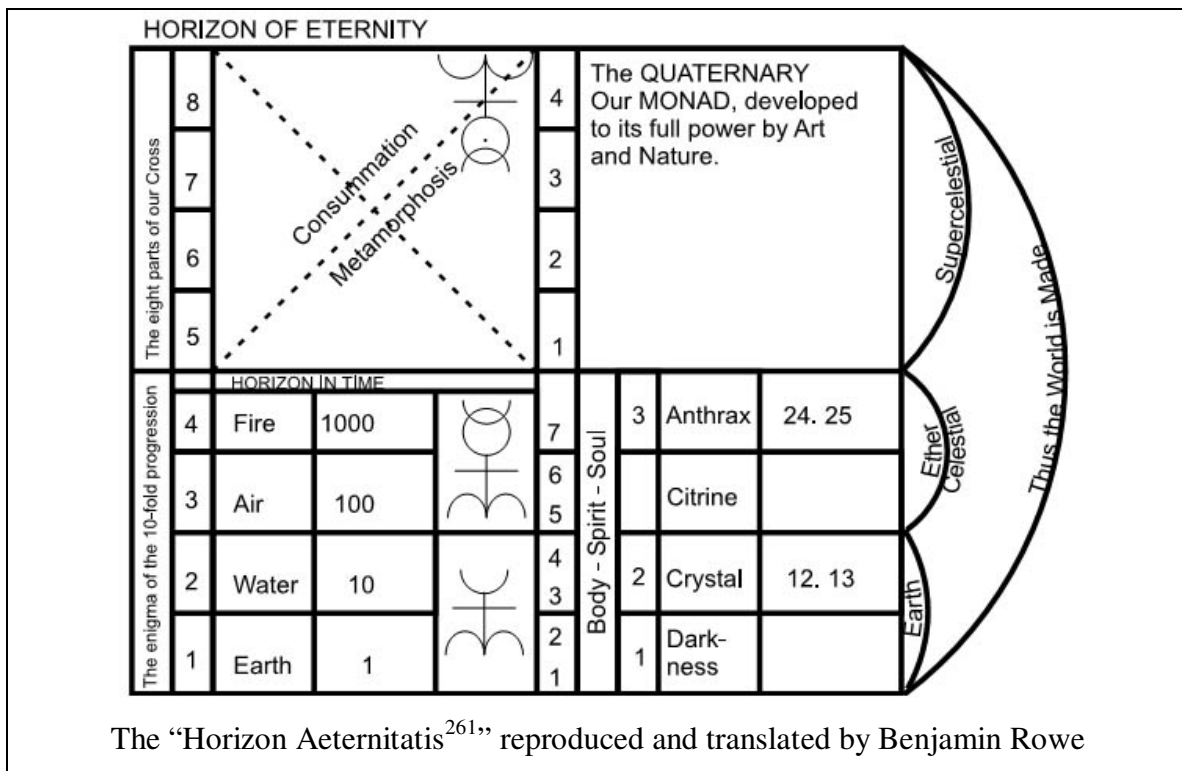 HORIZON OF ETERNITY
The eight parts of our Cross
8
7
6
5
Consummation
Metamorphosis
4
3
2
1
The QUATERNARY
Our MONAD, developed
to its full power by Art
and Nature.
Supercelestial
Thus the World is Made
The enigma of the 10-fold progression
HORIZON IN TIME
4 Fire 1000
3 Air 100
2 Water 10
1 Earth 1
7
6
5
4
3
2
1
Body - Spirit - Soul
3 Anthrax 24. 25
Citrine
2 Crystal 12. 13
1 Dark-
ness
Ether
Celestial
Earth
The “Horizon Aeternitatis261” reproduced and translated by Benjamin Rowe